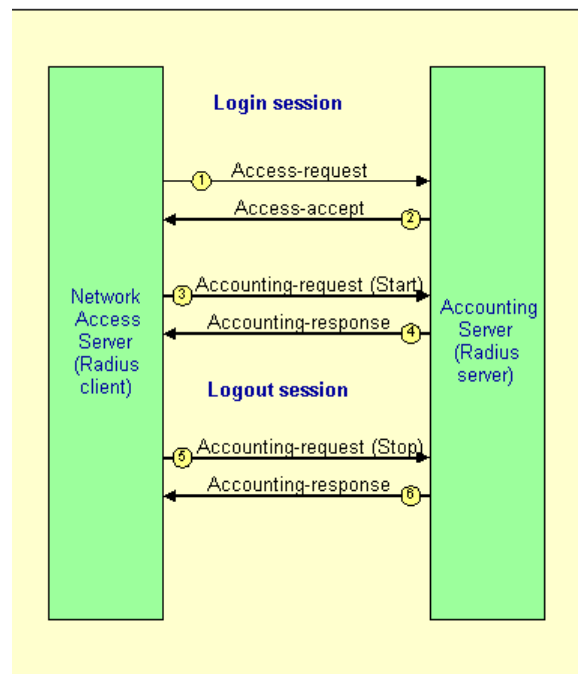 Login session
1
Access-request
Access-accept
2
3
Accounting-request (Start)
Accounting-response
4
Network
Access
Server
(Radius
client)
Accounting
Server
(Radius
server)
Logout session
5
Accounting-request (Stop)
Accounting-response
6